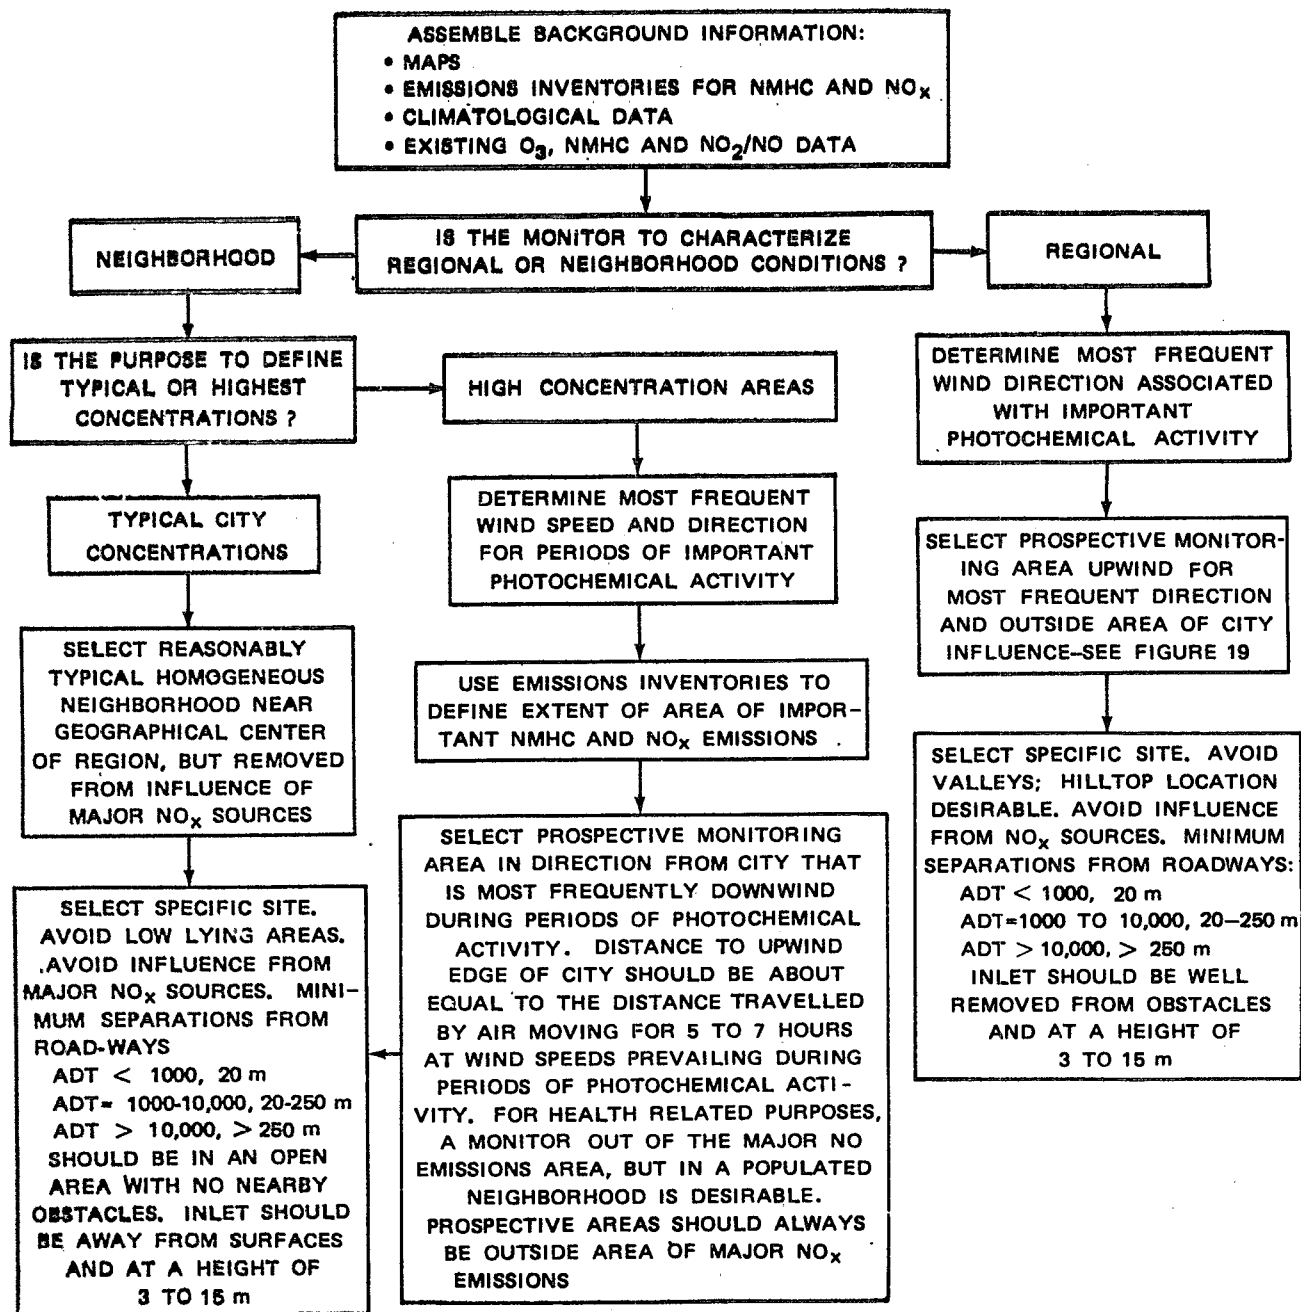 ASSEMBLE BACKGROUND INFORMATION:
• MAPS
• EMISSIONS INVENTORIES FOR NMHC AND NOx
• CLIMATOLOGICAL DATA
• EXISTING O3, NMHC AND NO2/NO DATA
IS THE MONITOR TO CHARACTERIZE
REGIONAL OR NEIGHBORHOOD CONDITIONS ?
NEIGHBORHOOD
REGIONAL
IS THE PURPOSE TO DEFINE
TYPICAL OR HIGHEST
CONCENTRATIONS ?
HIGH CONCENTRATION AREAS
DETERMINE MOST FREQUENT
WIND DIRECTION ASSOCIATED
WITH IMPORTANT
PHOTOCHEMICAL ACTIVITY
TYPICAL CITY
CONCENTRATIONS
DETERMINE MOST FREQUENT
WIND SPEED AND DIRECTION
FOR PERIODS OF IMPORTANT
PHOTOCHEMICAL ACTIVITY
SELECT PROSPECTIVE MONITOR-
ING AREA UPWIND FOR
MOST FREQUENT DIRECTION
AND OUTSIDE AREA OF CITY
INFLUENCE–SEE FIGURE 19
SELECT REASONABLY
TYPICAL HOMOGENEOUS
NEIGHBORHOOD NEAR
GEOGRAPHICAL CENTER
OF REGION, BUT REMOVED
FROM INFLUENCE OF
MAJOR NOx SOURCES
USE EMISSIONS INVENTORIES TO
DEFINE EXTENT OF AREA OF IMPOR-
TANT NMHC AND NOx EMISSIONS
SELECT SPECIFIC SITE. AVOID
VALLEYS; HILLTOP LOCATION
DESIRABLE. AVOID INFLUENCE
FROM NOx SOURCES. MINIMUM
SEPARATIONS FROM ROADWAYS:
ADT < 1000, 20 m
ADT=1000 TO 10,000, 20–250 m
ADT > 10,000, > 250 m
INLET SHOULD BE WELL
REMOVED FROM OBSTACLES
AND AT A HEIGHT OF
3 TO 15 m
SELECT PROSPECTIVE MONITORING
AREA IN DIRECTION FROM CITY THAT
IS MOST FREQUENTLY DOWNWIND
DURING PERIODS OF PHOTOCHEMICAL
ACTIVITY. DISTANCE TO UPWIND
EDGE OF CITY SHOULD BE ABOUT
EQUAL TO THE DISTANCE TRAVELLED
BY AIR MOVING FOR 5 TO 7 HOURS
AT WIND SPEEDS PREVAILING DURING
PERIODS OF PHOTOCHEMICAL ACTI-
VITY. FOR HEALTH RELATED PURPOSES,
A MONITOR OUT OF THE MAJOR NO
EMISSIONS AREA, BUT IN A POPULATED
NEIGHBORHOOD IS DESIRABLE.
PROSPECTIVE AREAS SHOULD ALWAYS
BE OUTSIDE AREA OF MAJOR NOx
EMISSIONS
SELECT SPECIFIC SITE.
AVOID LOW LYING AREAS.
AVOID INFLUENCE FROM
MAJOR NOx SOURCES. MINI-
MUM SEPARATIONS FROM
ROAD-WAYS
ADT < 1000, 20 m
ADT= 1000-10,000, 20-250 m
ADT > 10,000, > 250 m
SHOULD BE IN AN OPEN
AREA WITH NO NEARBY
OBSTACLES. INLET SHOULD
BE AWAY FROM SURFACES
AND AT A HEIGHT OF
3 TO 15 m